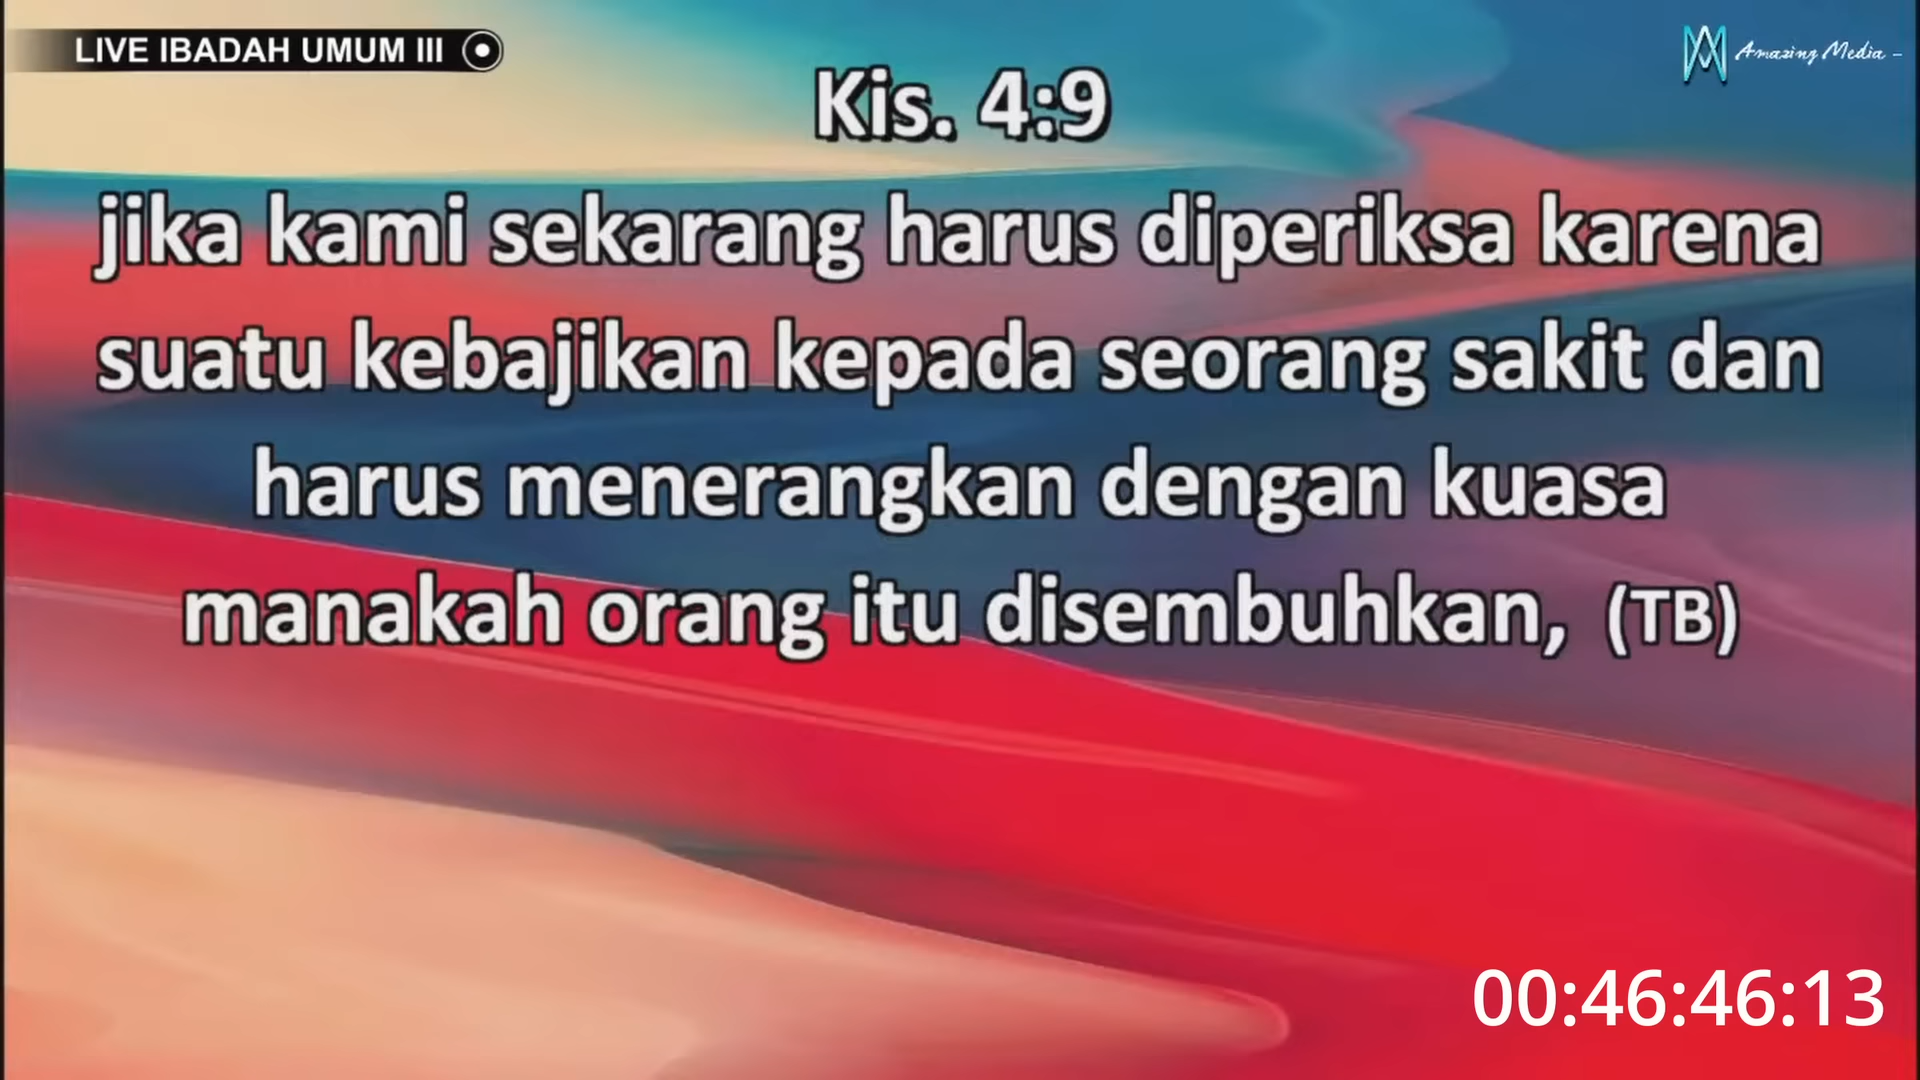 LIVE IBADAH UMUM III
Amazing Media -
Kis. 4:9
jika kami sekarang harus diperiksa karena
suatu kebajikan kepada seorang sakit dan
harus menerangkan dengan kuasa
manakah orang itu disembuhkan, (TB)
00:46:46:13